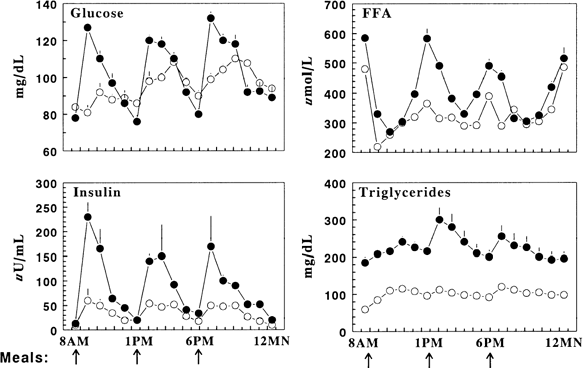 Glucose
140
120
100
80
60
mg/dL
FFA
700
600
500
400
300
200
umol/L
Insulin
300
250
200
150
100
50
0
uU/mL
8AM 1PM 6PM 12MN
Triglycerides
400
300
200
100
0
mg/dL
8AM 1PM 6PM 12MN
Meals: